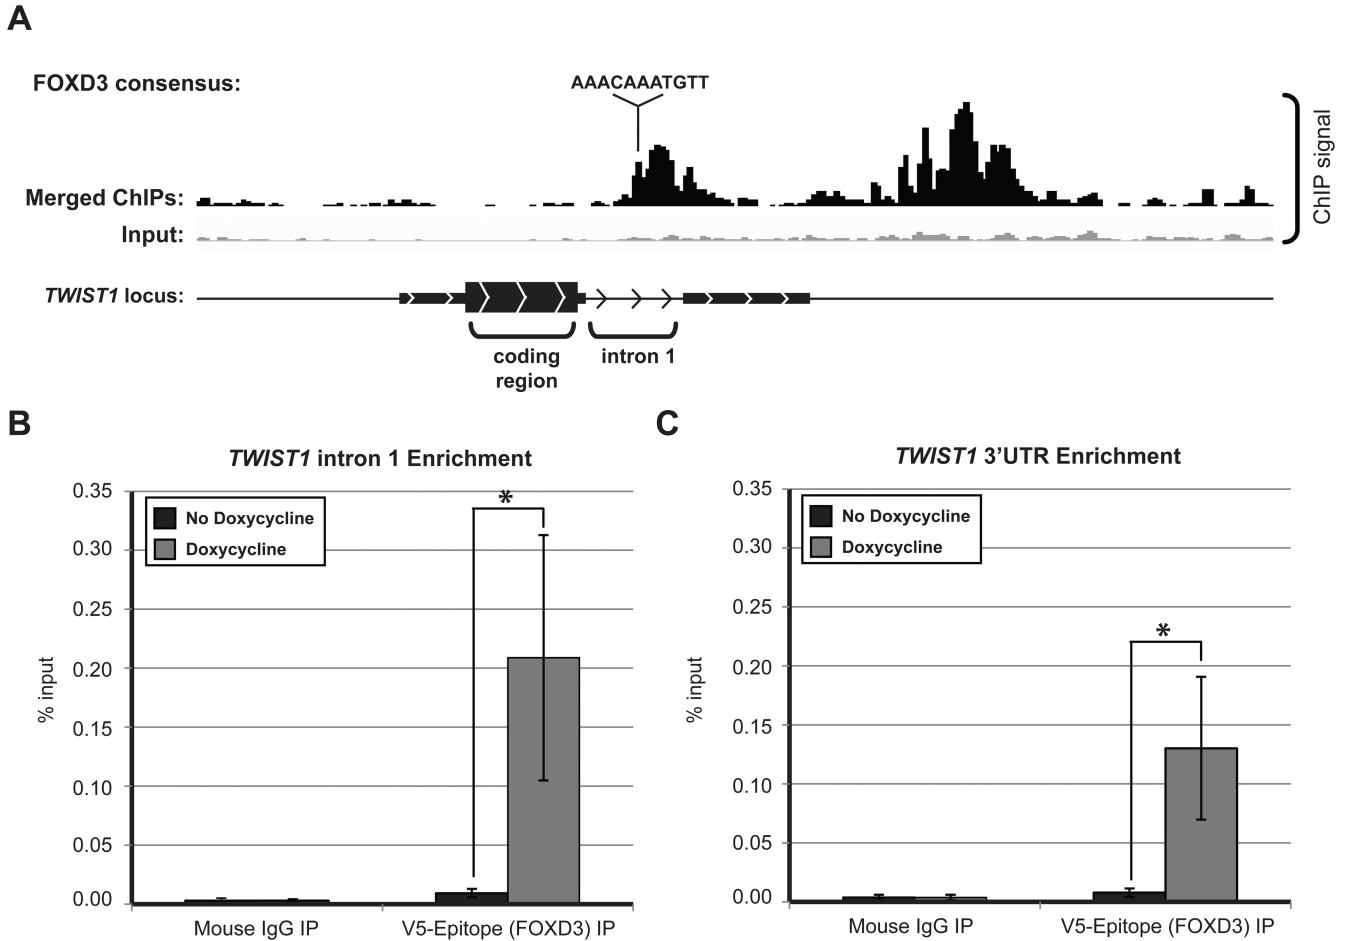 A
FOXD3 consensus:
AAACAAATGTT
Merged ChIPs:
Input:
ChIP signal
TWIST1 locus:
coding
region
intron 1
B
TWIST1 intron 1 Enrichment
No Doxycycline
Doxycycline
*
0.35
0.30
0.25
0.20
0.15
0.10
0.05
0.00
% input
Mouse IgG IP
V5-Epitope (FOXD3) IP
C
TWIST1 3’UTR Enrichment
No Doxycycline
Doxycycline
*
0.35
0.30
0.25
0.20
0.15
0.10
0.05
0.00
% input
Mouse IgG IP
V5-Epitope (FOXD3) IP